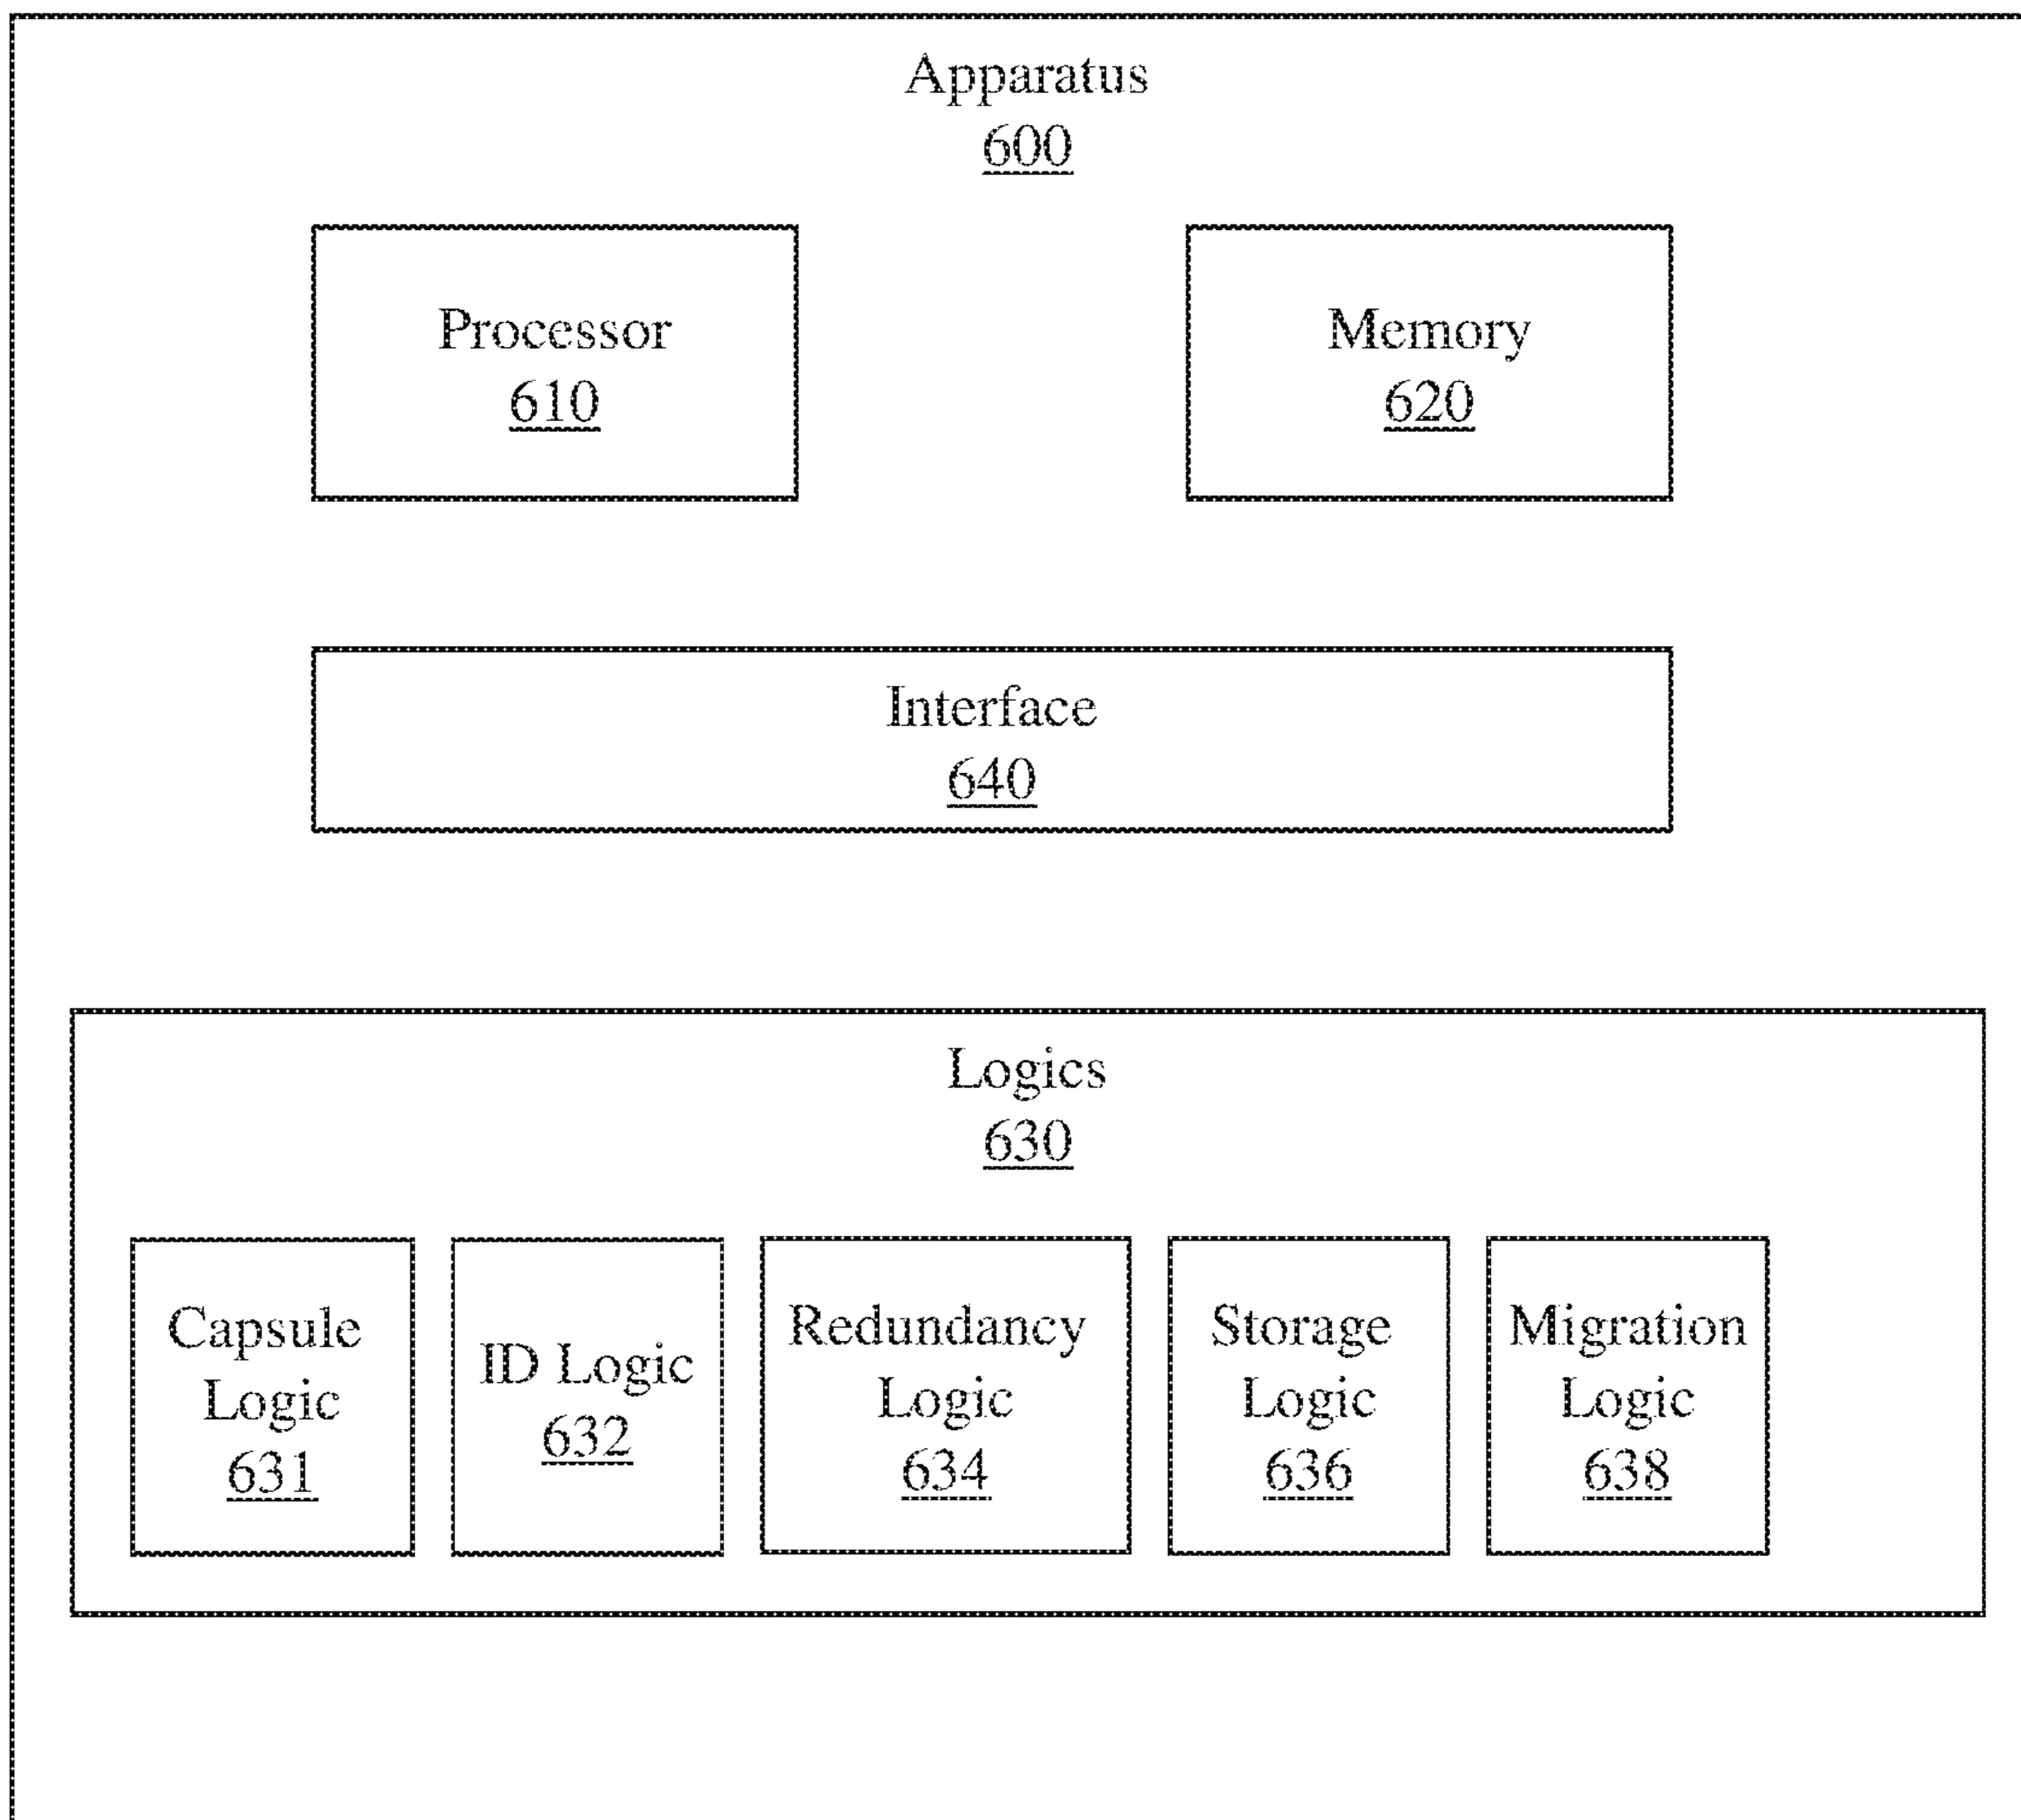 Apparatus
600
Processor
610
Memory
620
Interface
640
Logics
630
Capsule
Logic
631
ID Logic
632
Redundancy
Logic
634
Storage
Logic
636
Migration
Logic
638